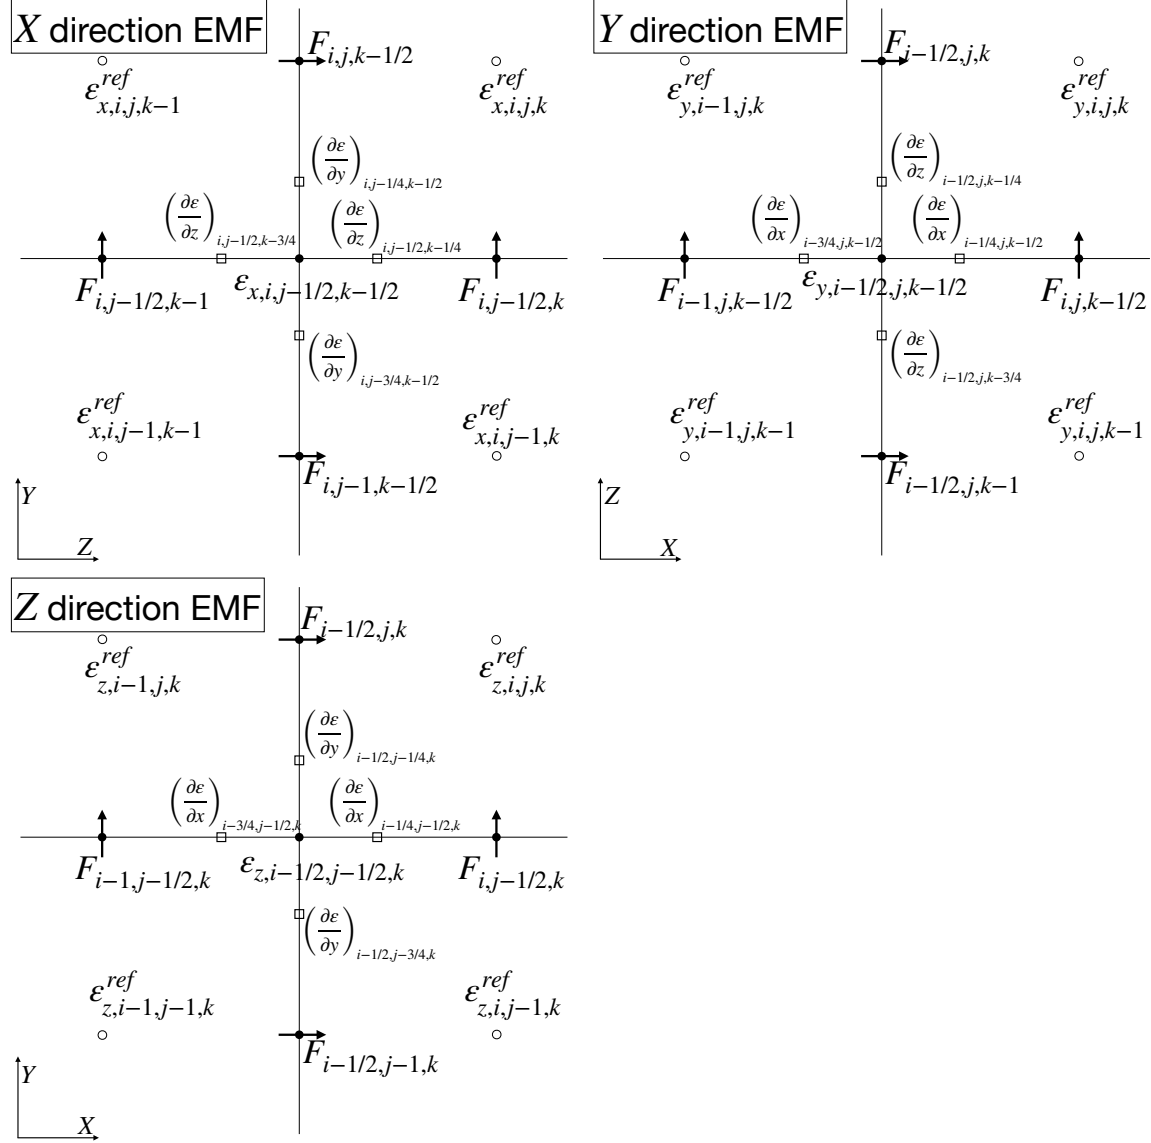 X direction EMF
F_{i,j,k−1/2}
ε^{ref}_{x,i,j,k−1}
ε^{ref}_{x,i,j,k}
(∂ε/∂y)_{i,j−1/4,k−1/2}
(∂ε/∂z)_{i,j−1/2,k−3/4}
(∂ε/∂z)_{i,j−1/2,k−1/4}
F_{i,j−1/2,k−1}
ε_{x,i,j−1/2,k−1/2}
F_{i,j−1/2,k}
(∂ε/∂y)_{i,j−3/4,k−1/2}
ε^{ref}_{x,i,j−1,k−1}
ε^{ref}_{x,i,j−1,k}
F_{i,j−1,k−1/2}
Y
Z
Y direction EMF
F_{i−1/2,j,k}
ε^{ref}_{y,i−1,j,k}
ε^{ref}_{y,i,j,k}
(∂ε/∂z)_{i−1/2,j,k−1/4}
(∂ε/∂x)_{i−3/4,j,k−1/2}
(∂ε/∂x)_{i−1/4,j,k−1/2}
F_{i−1,j,k−1/2}
ε_{y,i−1/2,j,k−1/2}
F_{i,j,k−1/2}
(∂ε/∂z)_{i−1/2,j,k−3/4}
ε^{ref}_{y,i−1,j,k−1}
ε^{ref}_{y,i,j,k−1}
F_{i−1/2,j,k−1}
Z
X
Z direction EMF
F_{i−1/2,j,k}
ε^{ref}_{z,i−1,j,k}
ε^{ref}_{z,i,j,k}
(∂ε/∂y)_{i−1/2,j−1/4,k}
(∂ε/∂x)_{i−3/4,j−1/2,k}
(∂ε/∂x)_{i−1/4,j−1/2,k}
F_{i−1,j−1/2,k}
ε_{z,i−1/2,j−1/2,k}
F_{i,j−1/2,k}
(∂ε/∂y)_{i−1/2,j−3/4,k}
ε^{ref}_{z,i−1,j−1,k}
ε^{ref}_{z,i,j−1,k}
F_{i−1/2,j−1,k}
Y
X